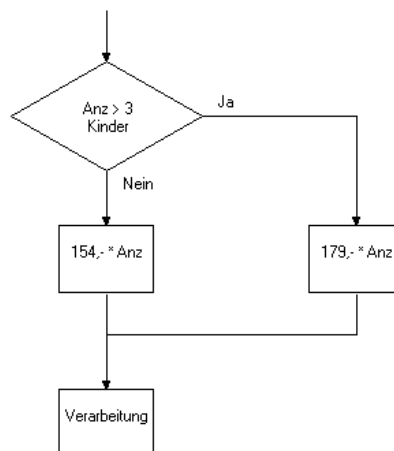 Anz > 3
Kinder
Ja
Nein
154,- * Anz
179,- * Anz
Verarbeitung